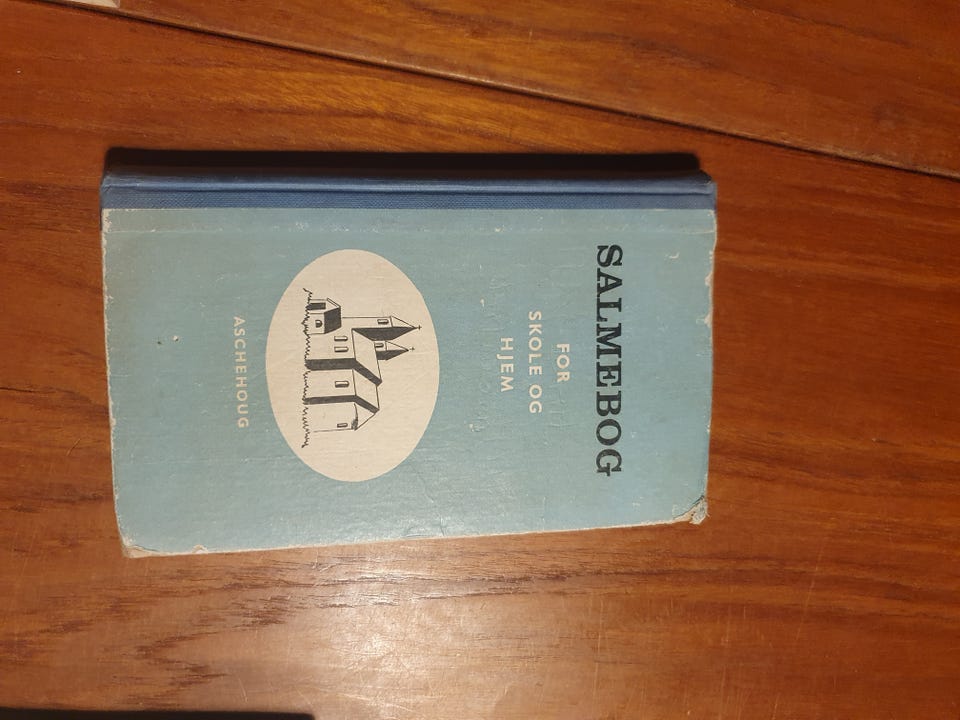 SALMEBOG
FOR
SKOLE OG
HJEM
ASCHEHOUG